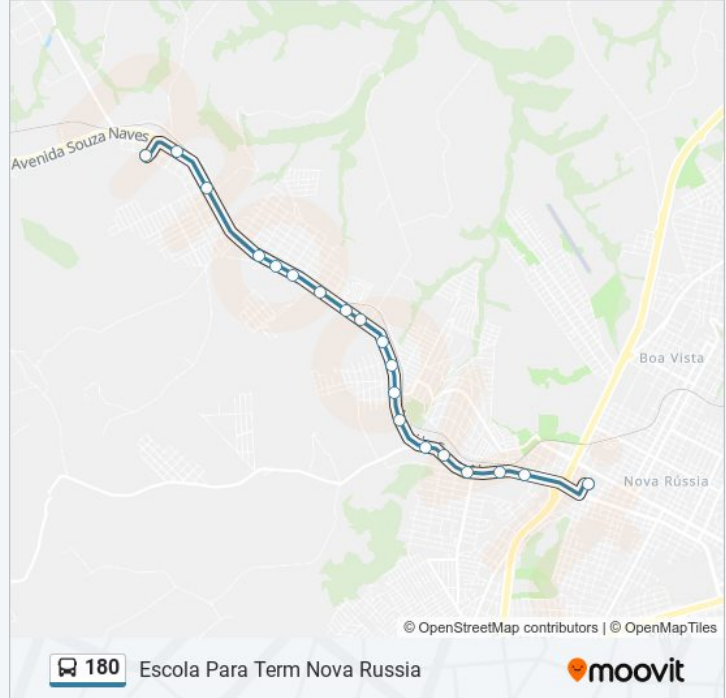 Avenida Souza Naves
Boa Vista
Nova Rússia
© OpenStreetMap contributors | © OpenMapTiles
180 Escola Para Term Nova Russia
moovit